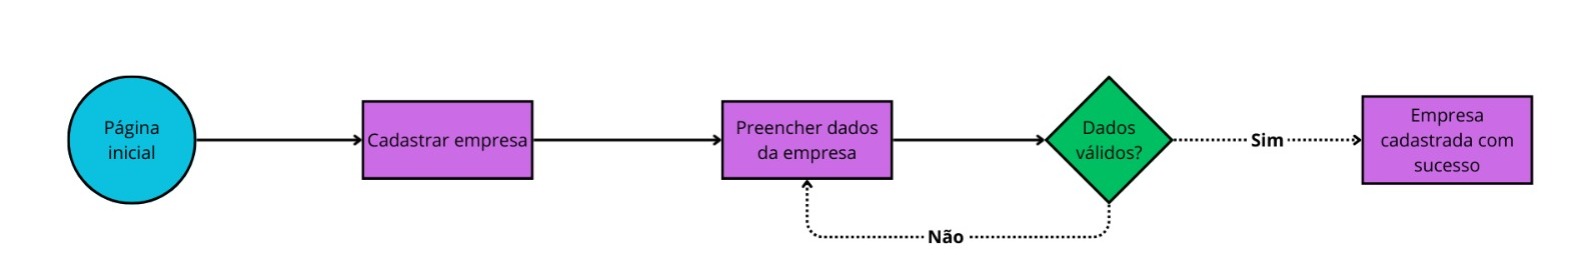 Página
inicial
Cadastrar empresa
Preencher dados
da empresa
Dados
válidos?
Sim
Empresa
cadastrada com
sucesso
Não